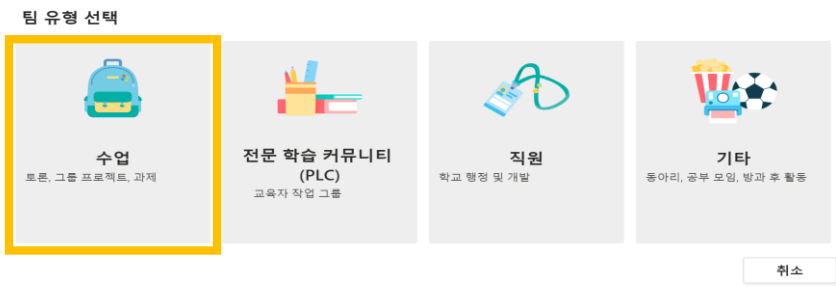 팀 유형 선택
수업
토론, 그룹 프로젝트, 과제
전문 학습 커뮤니티
(PLC)
교육자 작업 그룹
직원
학교 행정 및 개발
기타
동아리, 공부 모임, 방과 후 활동
취소